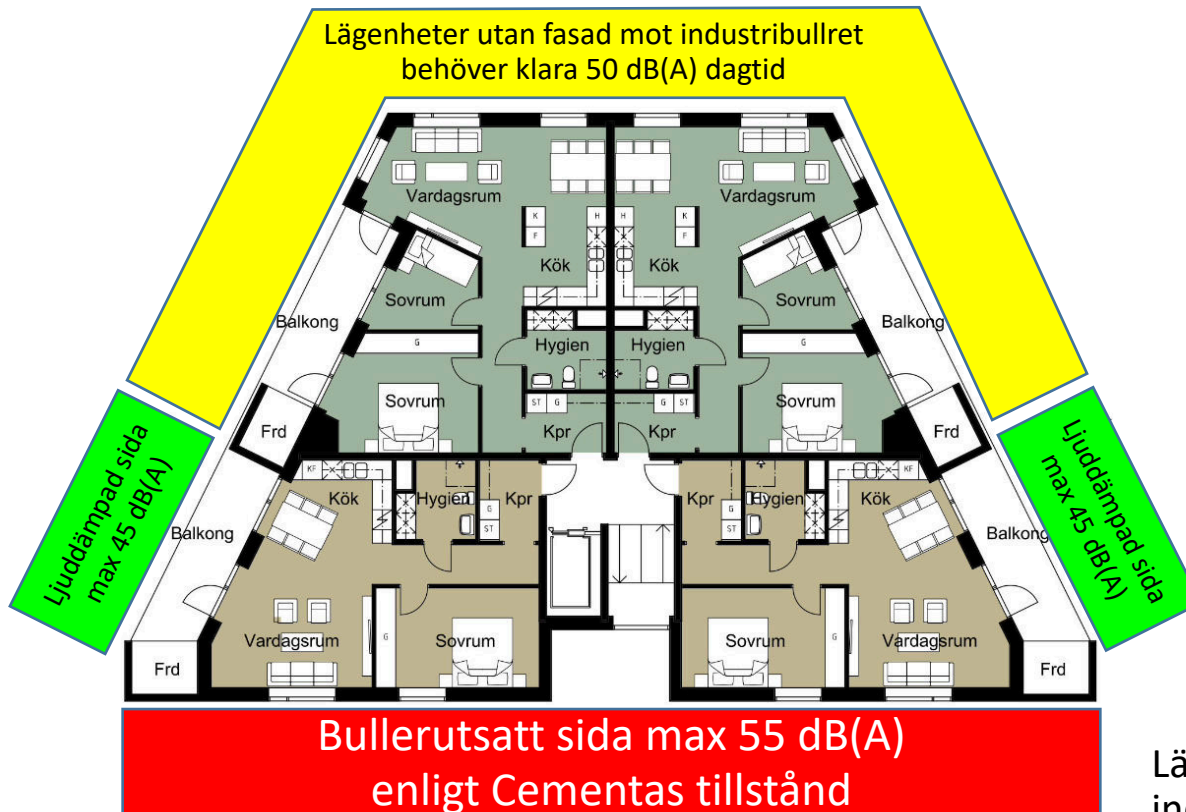 Lägenheter utan fasad mot industribullret
behöver klara 50 dB(A) dagtid
Vardagsrum
Vardagsrum
K
F
H
H
K
F
Kök
Kök
Sovrum
Sovrum
Balkong
Balkong
G
Hygien
Hygien
G
Sovrum
Sovrum
ST G
G ST
Kpr
Kpr
Frd
Frd
Ljuddämpad sida
max 45 dB(A)
Ljuddämpad sida
max 45 dB(A)
KF
Kök
Hygien
Kpr
G
ST
Kpr
G
ST
Hygien
Kök
KF
Balkong
Balkong
Vardagsrum
G
Sovrum
Sovrum
G
Vardagsrum
Frd
Frd
Bullerutsatt sida max 55 dB(A)
enligt Cementas tillstånd
Lä